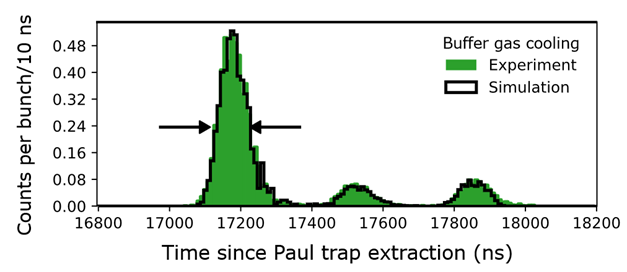 Counts per bunch/10 ns
0.48
0.40
0.32
0.24
0.16
0.08
0.00
Buffer gas cooling
Experiment
Simulation
16800 17000 17200 17400 17600 17800 18000 18200
Time since Paul trap extraction (ns)